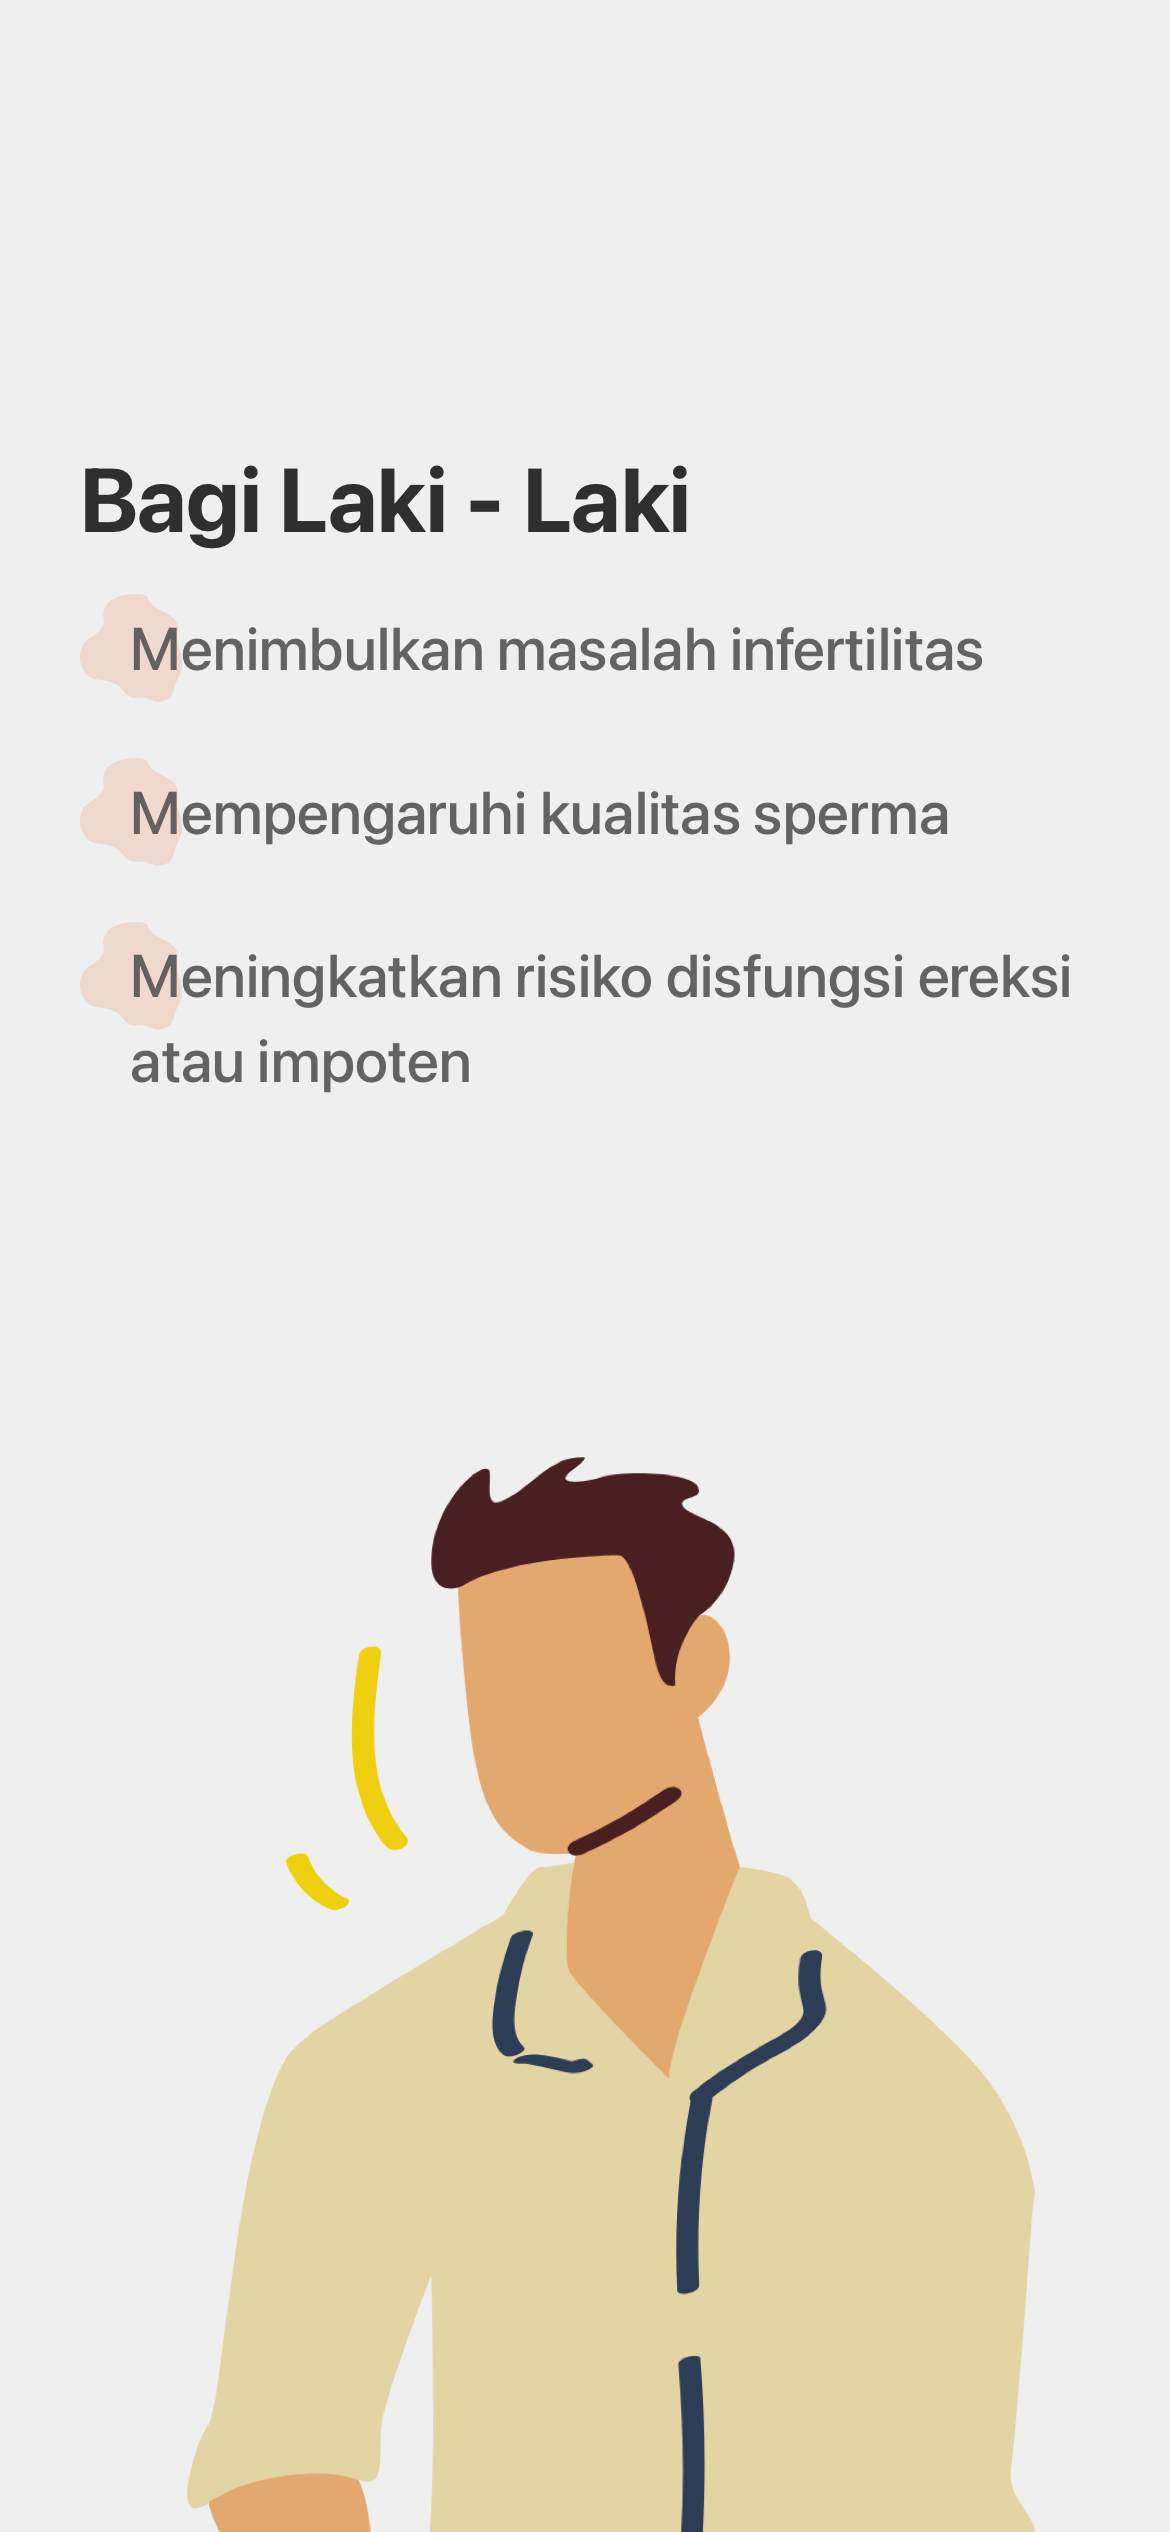 Bagi Laki - Laki
Menimbulkan masalah infertilitas
Mempengaruhi kualitas sperma
Meningkatkan risiko disfungsi ereksi
atau impoten